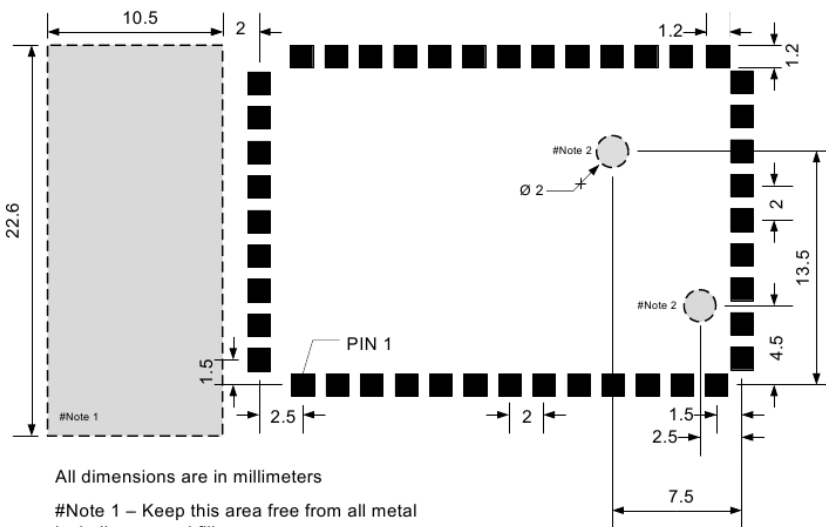 10.5
2
1.2
1.2
#Note 2
Ø 2
2
22.6
13.5
#Note 2
PIN 1
4.5
1.5
#Note 1
2.5
2
1.5
2.5
All dimensions are in millimeters
7.5
#Note 1 – Keep this area free from all metal